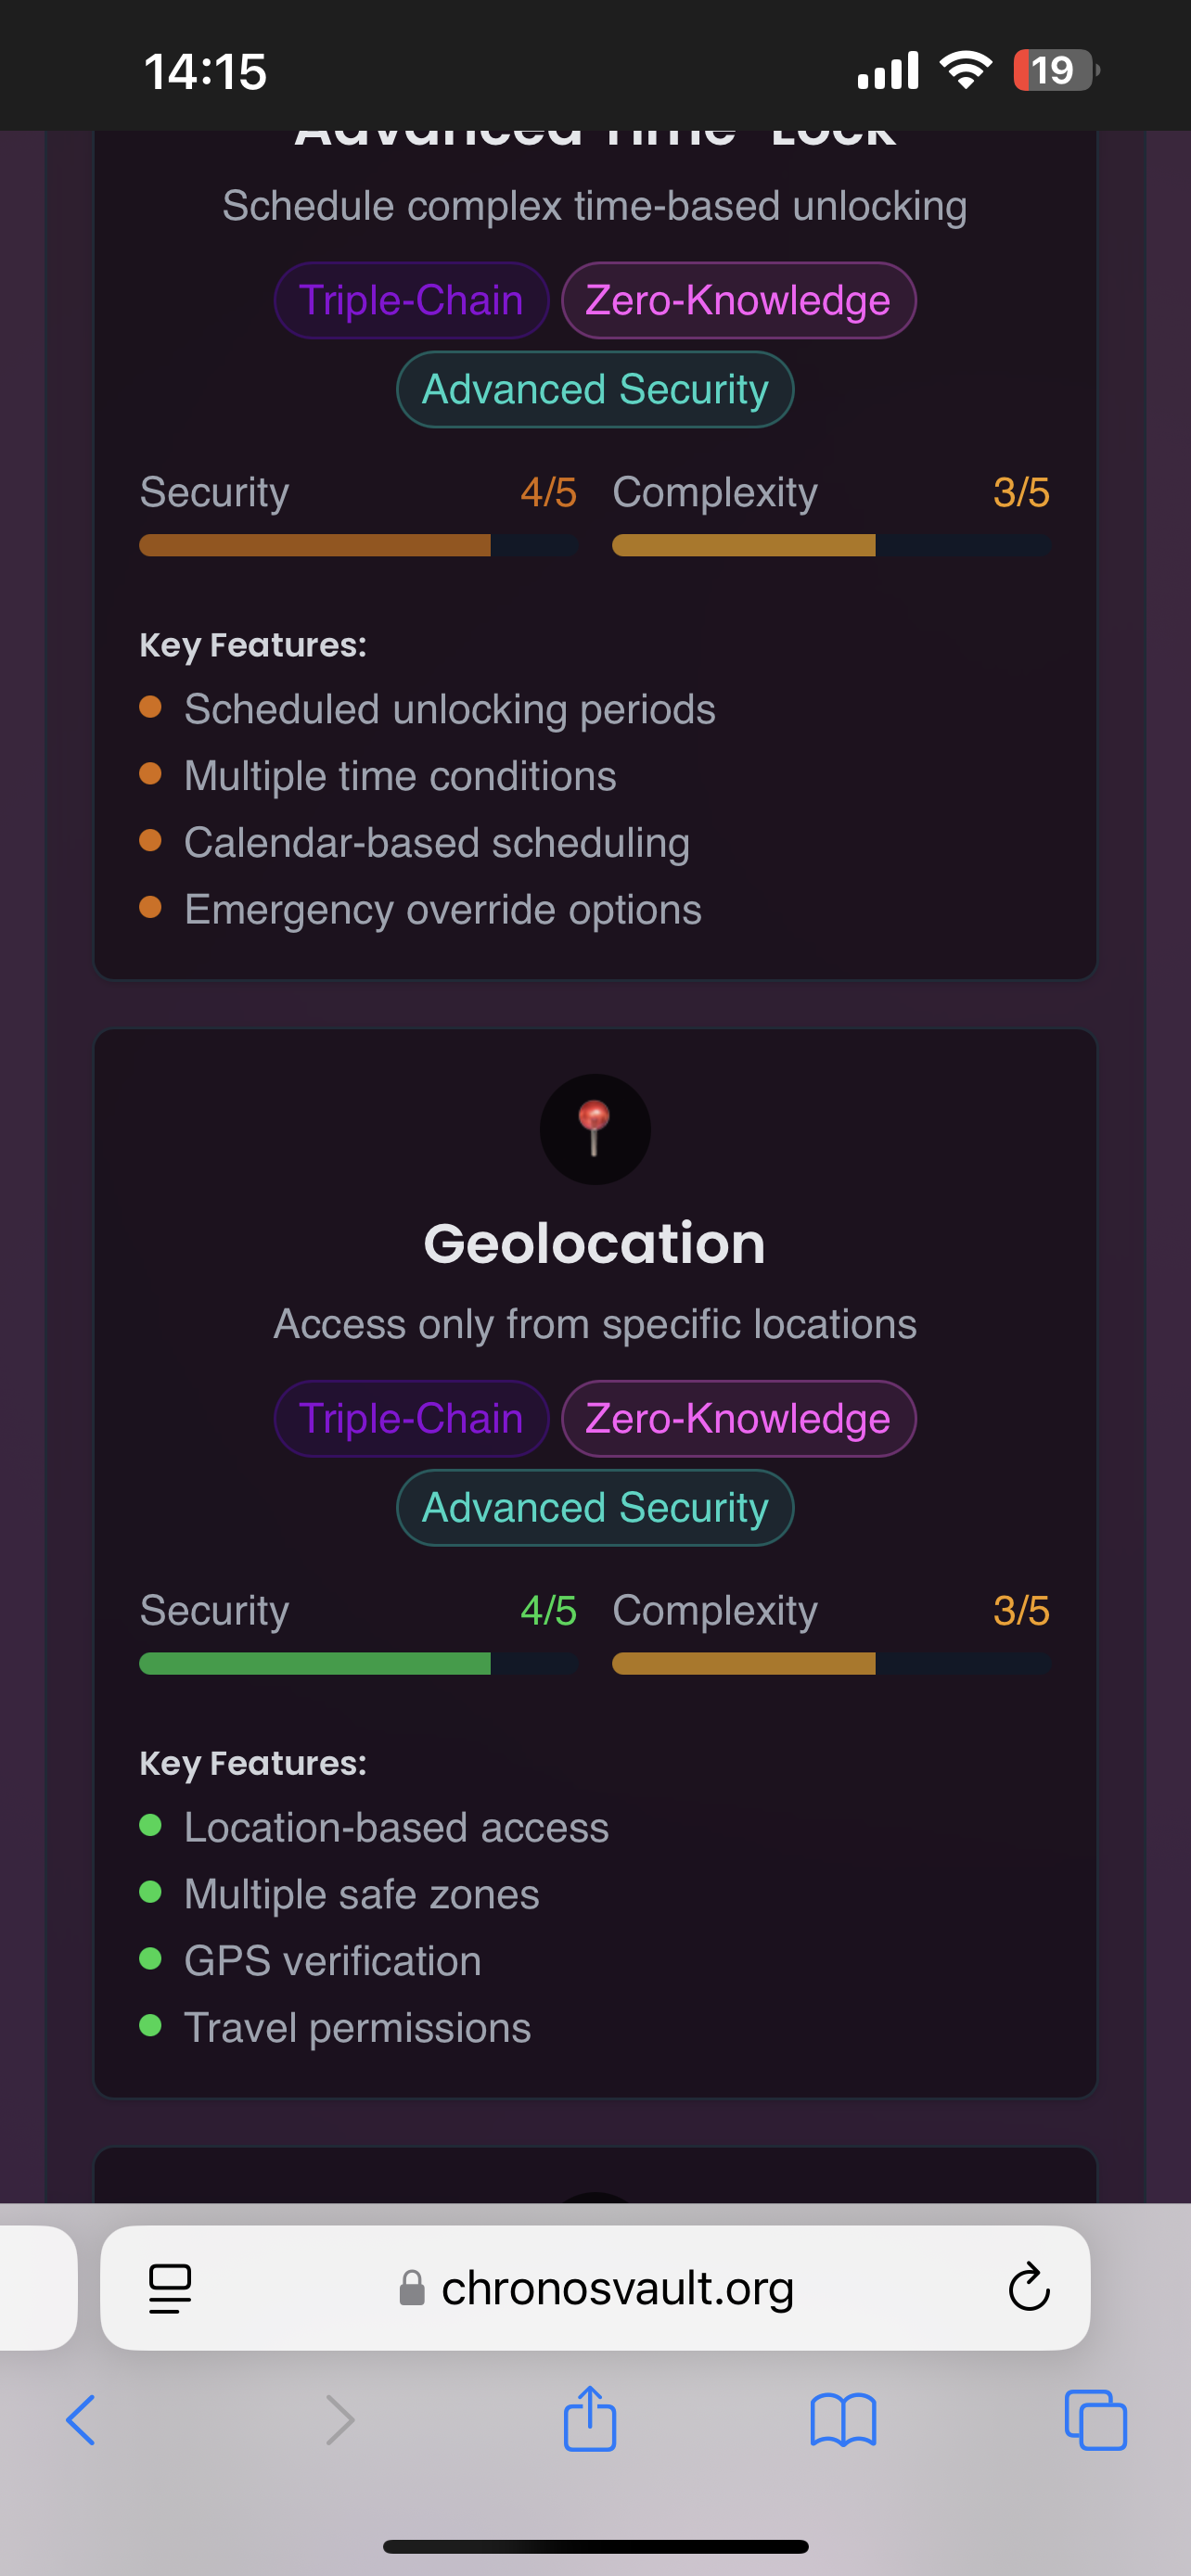 14:15
19
Advanced Time-Lock
Schedule complex time-based unlocking
Triple-Chain Zero-Knowledge
Advanced Security
Security 4/5 Complexity 3/5
Key Features:
Scheduled unlocking periods
Multiple time conditions
Calendar-based scheduling
Emergency override options
Geolocation
Access only from specific locations
Triple-Chain Zero-Knowledge
Advanced Security
Security 4/5 Complexity 3/5
Key Features:
Location-based access
Multiple safe zones
GPS verification
Travel permissions
chronosvault.org